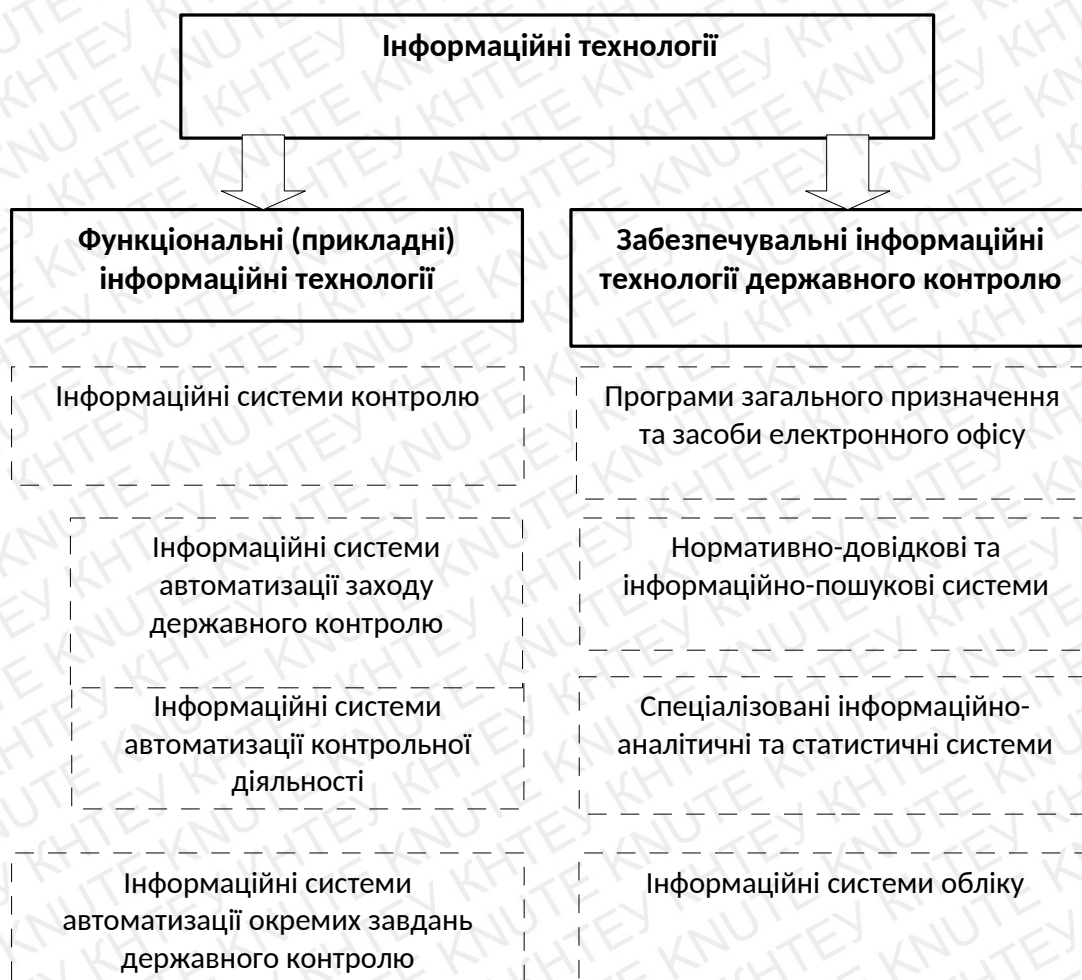 Інформаційні технології
Функціональні (прикладні)
інформаційні технології
Забезпечувальні інформаційні
технології державного контролю
Інформаційні системи контролю
Програми загального призначення
та засоби електронного офісу
Інформаційні системи
автоматизації заходу
державного контролю
Нормативно-довідкові та
інформаційно-пошукові системи
Інформаційні системи
автоматизації контрольної
діяльності
Спеціалізовані інформаційно-
аналітичні та статистичні системи
Інформаційні системи
автоматизації окремих завдань
державного контролю
Інформаційні системи обліку